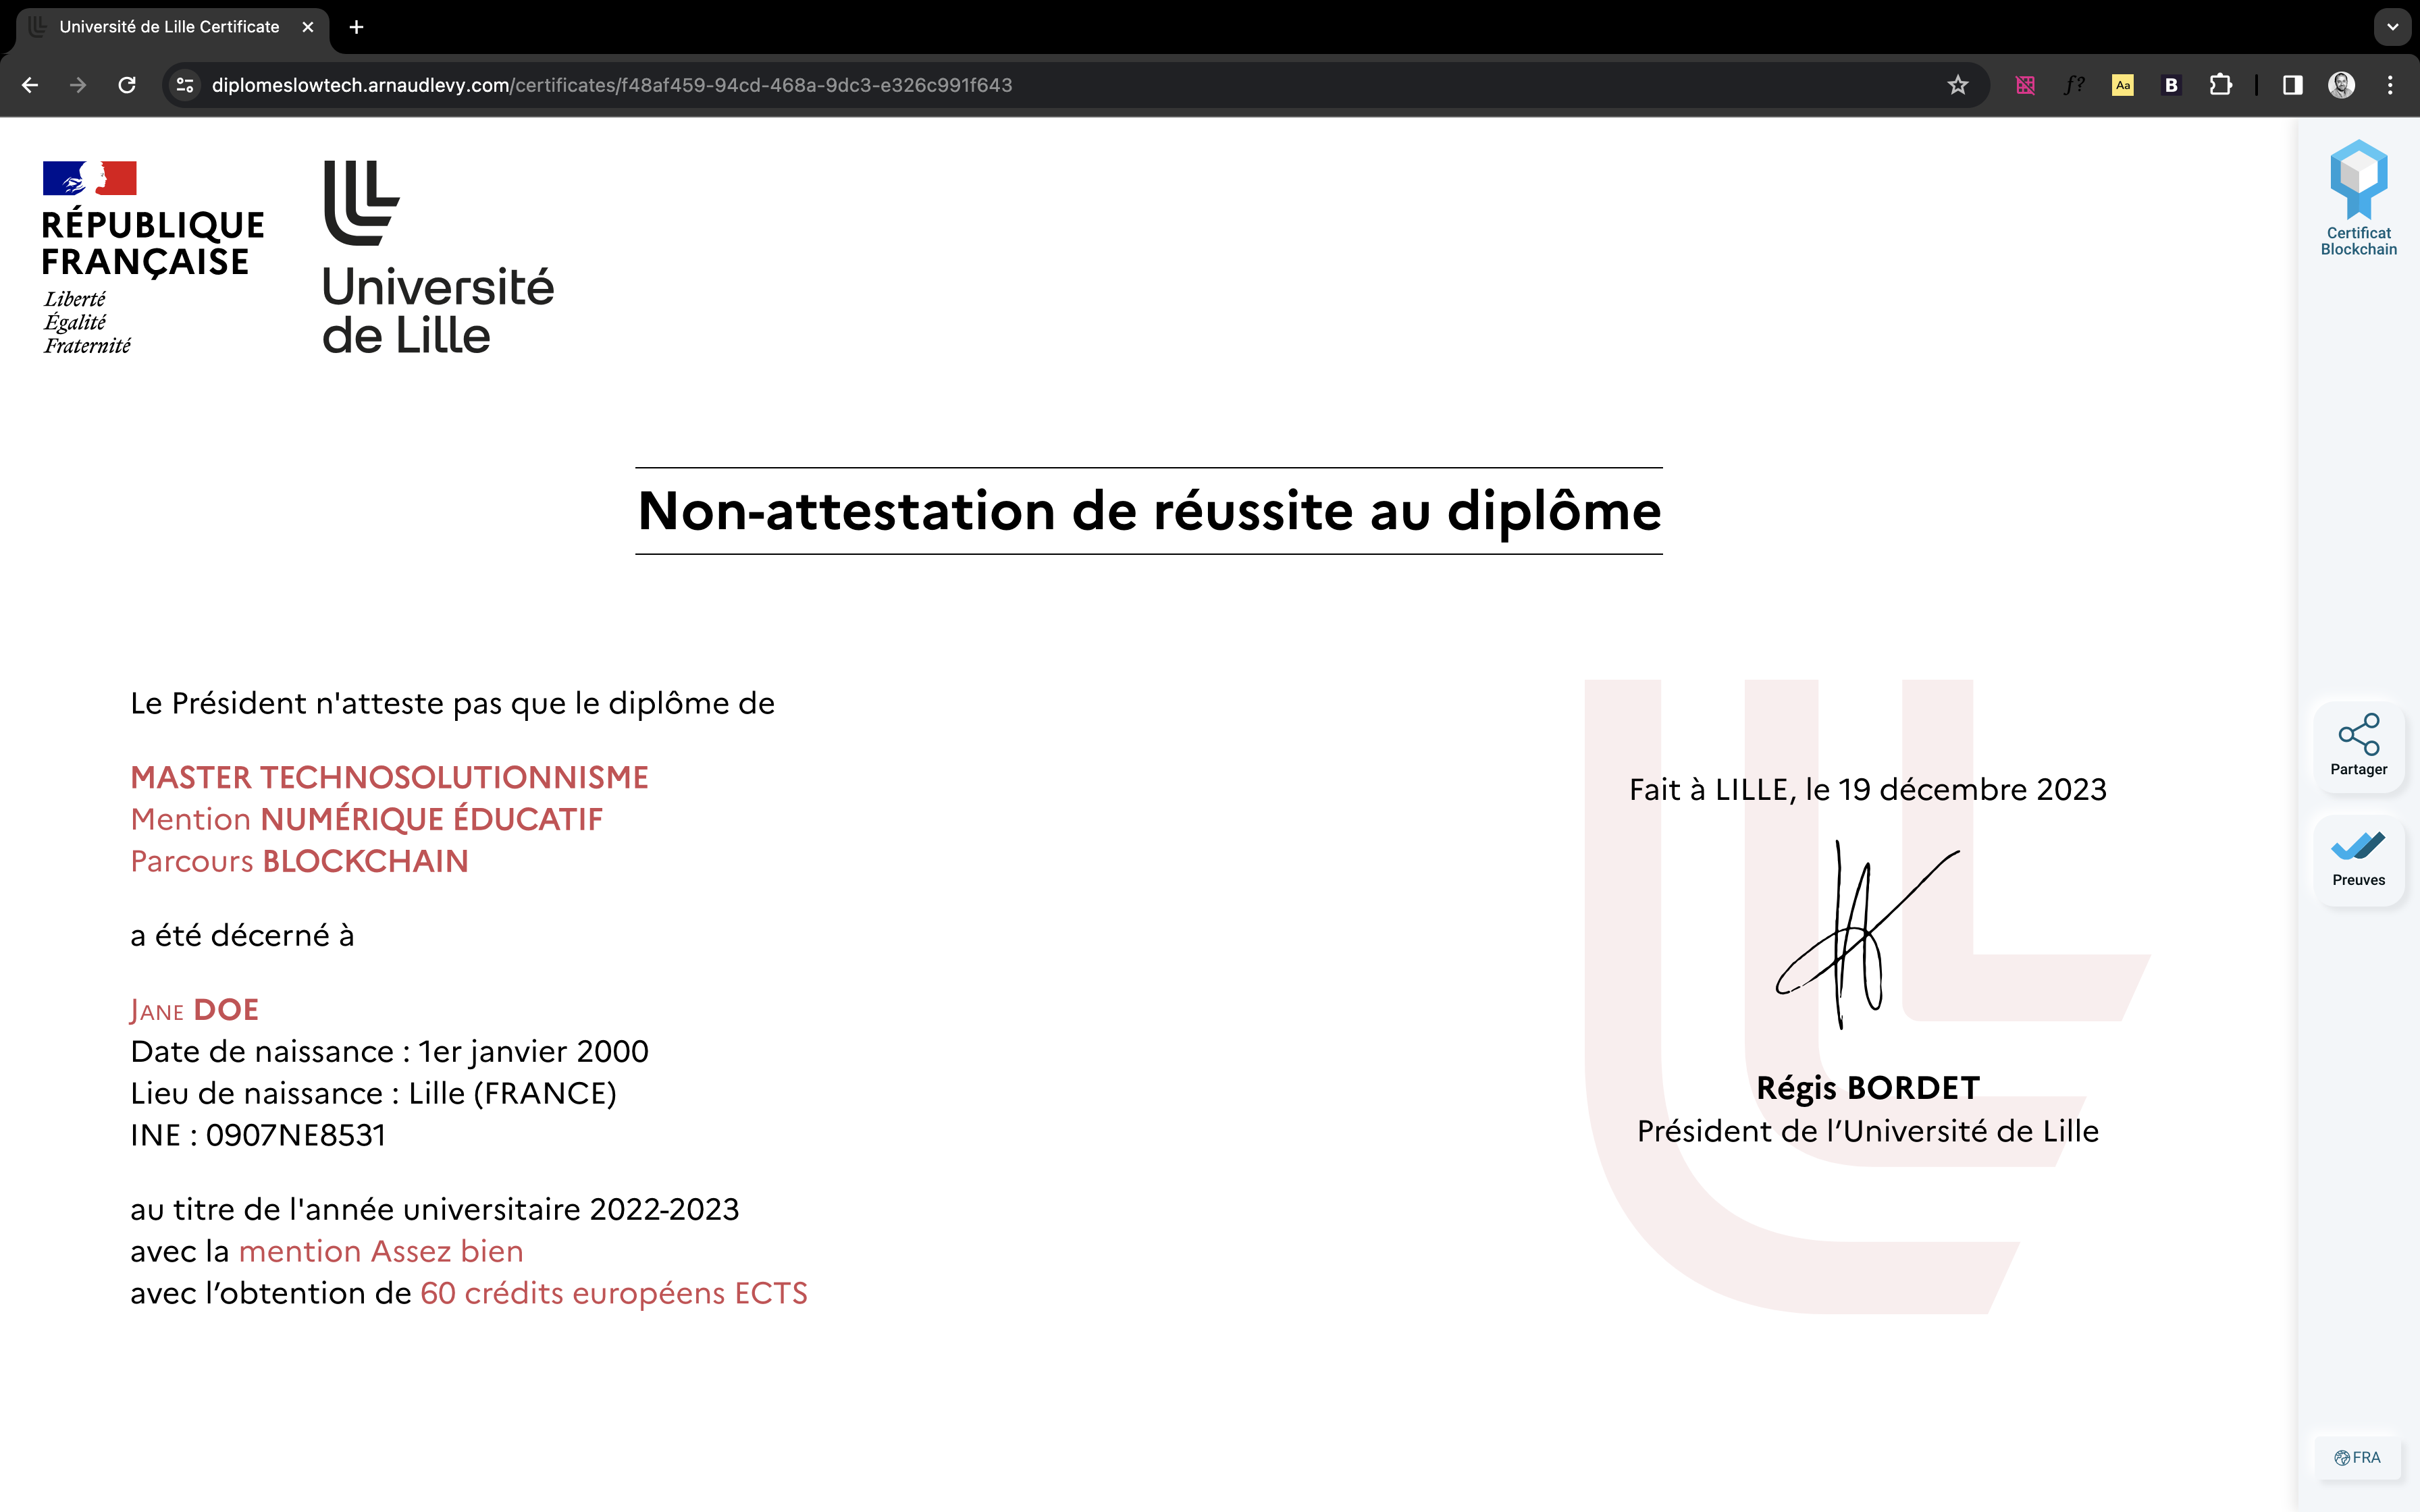 Université de Lille Certificate
diplomeslowtech.arnaudlevy.com/certificates/f48af459-94cd-468a-9dc3-e326c991f643
f?
Aa
B
RÉPUBLIQUE
FRANÇAISE
Liberté
Égalité
Fraternité
Université
de Lille
Certificat
Blockchain
Non-attestation de réussite au diplôme
Le Président n'atteste pas que le diplôme de
MASTER TECHNOSOLUTIONNISME
Mention NUMÉRIQUE ÉDUCATIF
Parcours BLOCKCHAIN
a été décerné à
Jane DOE
Date de naissance : 1er janvier 2000
Lieu de naissance : Lille (FRANCE)
INE : 0907NE8531
au titre de l'année universitaire 2022-2023
avec la mention Assez bien
avec l’obtention de 60 crédits européens ECTS
Fait à LILLE, le 19 décembre 2023
Régis BORDET
Président de l’Université de Lille
Partager
Preuves
FRA